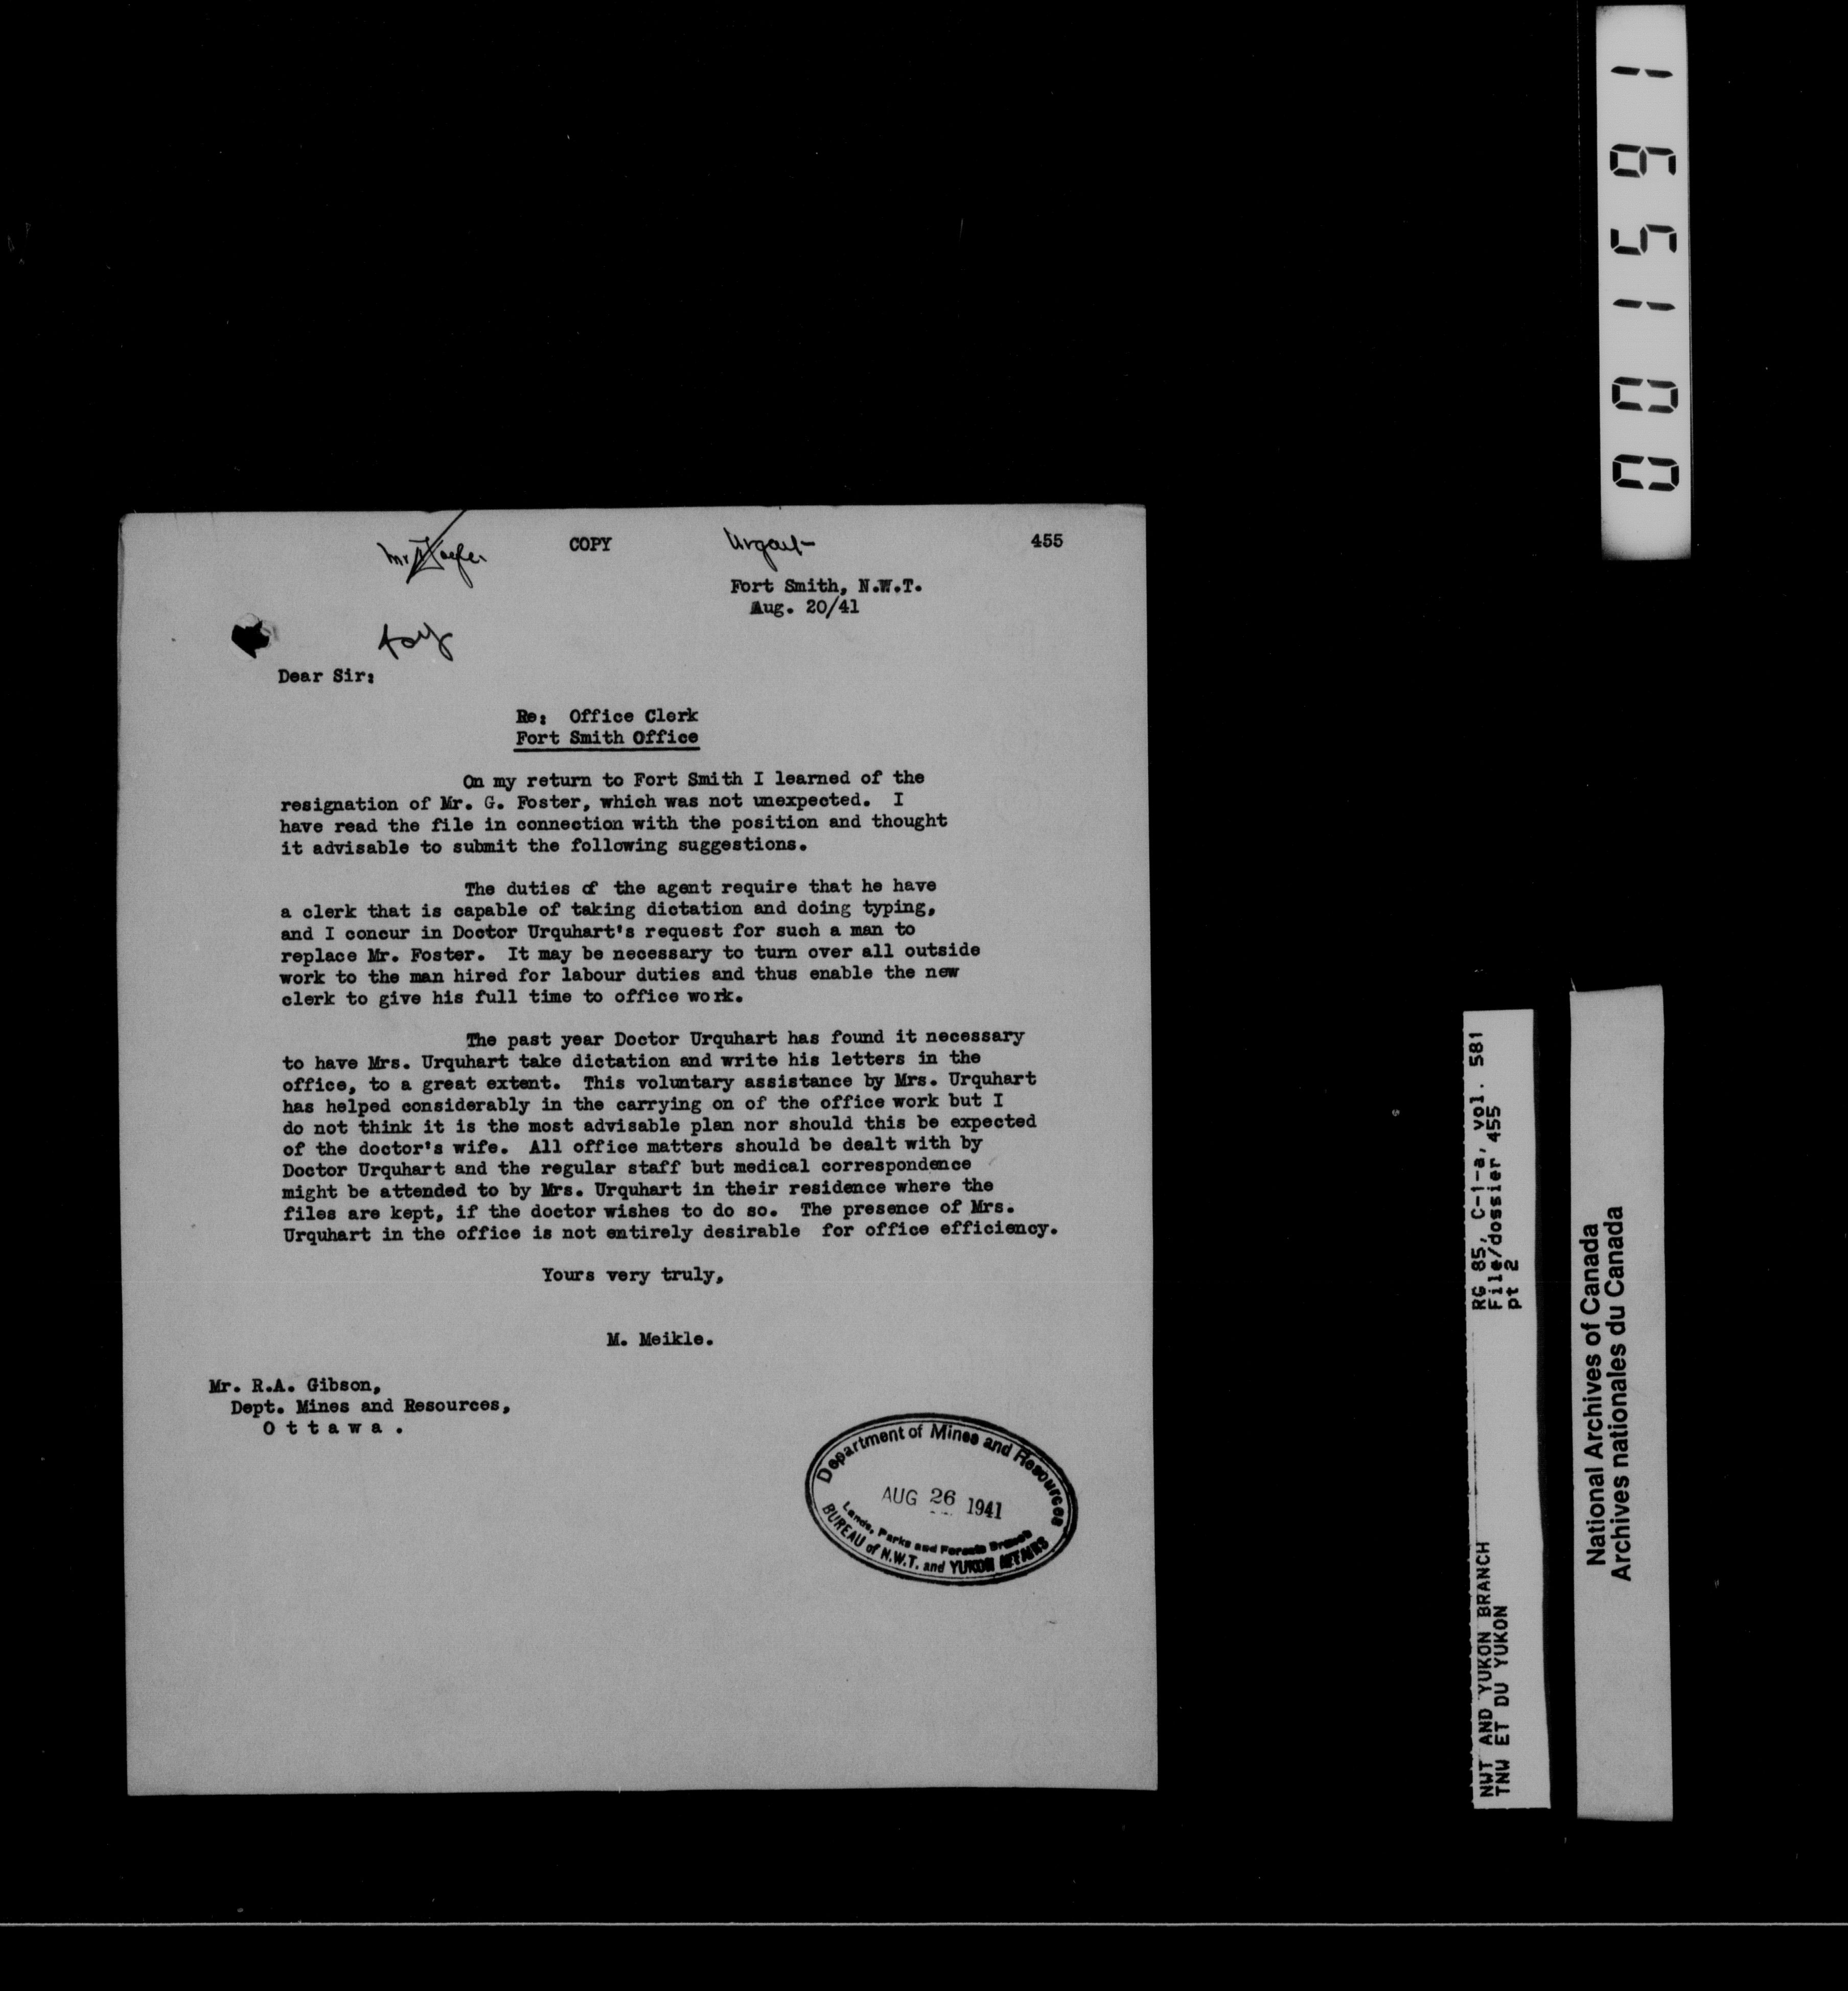 COPY
Urgent
455
Fort Smith, N.W.T.
Aug. 20/41
Dear Sir:
Re: Office Clerk
Fort Smith Office
On my return to Fort Smith I learned of the
resignation of Mr. G. Foster, which was not unexpected. I
have read the file in connection with the position and thought
it advisable to submit the following suggestions.
The duties of the agent require that he have
a clerk that is capable of taking dictation and doing typing,
and I concur in Doctor Urquhart's request for such a man to
replace Mr. Foster. It may be necessary to turn over all outside
work to the man hired for labour duties and thus enable the new
clerk to give his full time to office work.
The past year Doctor Urquhart has found it necessary
to have Mrs. Urquhart take dictation and write his letters in the
office, to a great extent. This voluntary assistance by Mrs. Urquhart
has helped considerably in the carrying on of the office work but I
do not think it is the most advisable plan nor should this be expected
of the doctor's wife. All office matters should be dealt with by
Doctor Urquhart and the regular staff but medical correspondence
might be attended to by Mrs. Urquhart in their residence where the
files are kept, if the doctor wishes to do so. The presence of Mrs.
Urquhart in the office is not entirely desirable for office efficiency.
Yours very truly,
M. Meikle.
Mr. R.A. Gibson,
Dept. Mines and Resources,
Ottawa.
Department of Mines and Resources
AUG 26 1941
Lands, Parks and Forests Branch
BUREAU of N.W.T. and YUKON AFFAIRS
001591
RG 85, C-1-a, vol. 581
File/dossier 455
pt 2
NWT AND YUKON BRANCH
TNW ET DU YUKON
National Archives of Canada
Archives nationales du Canada